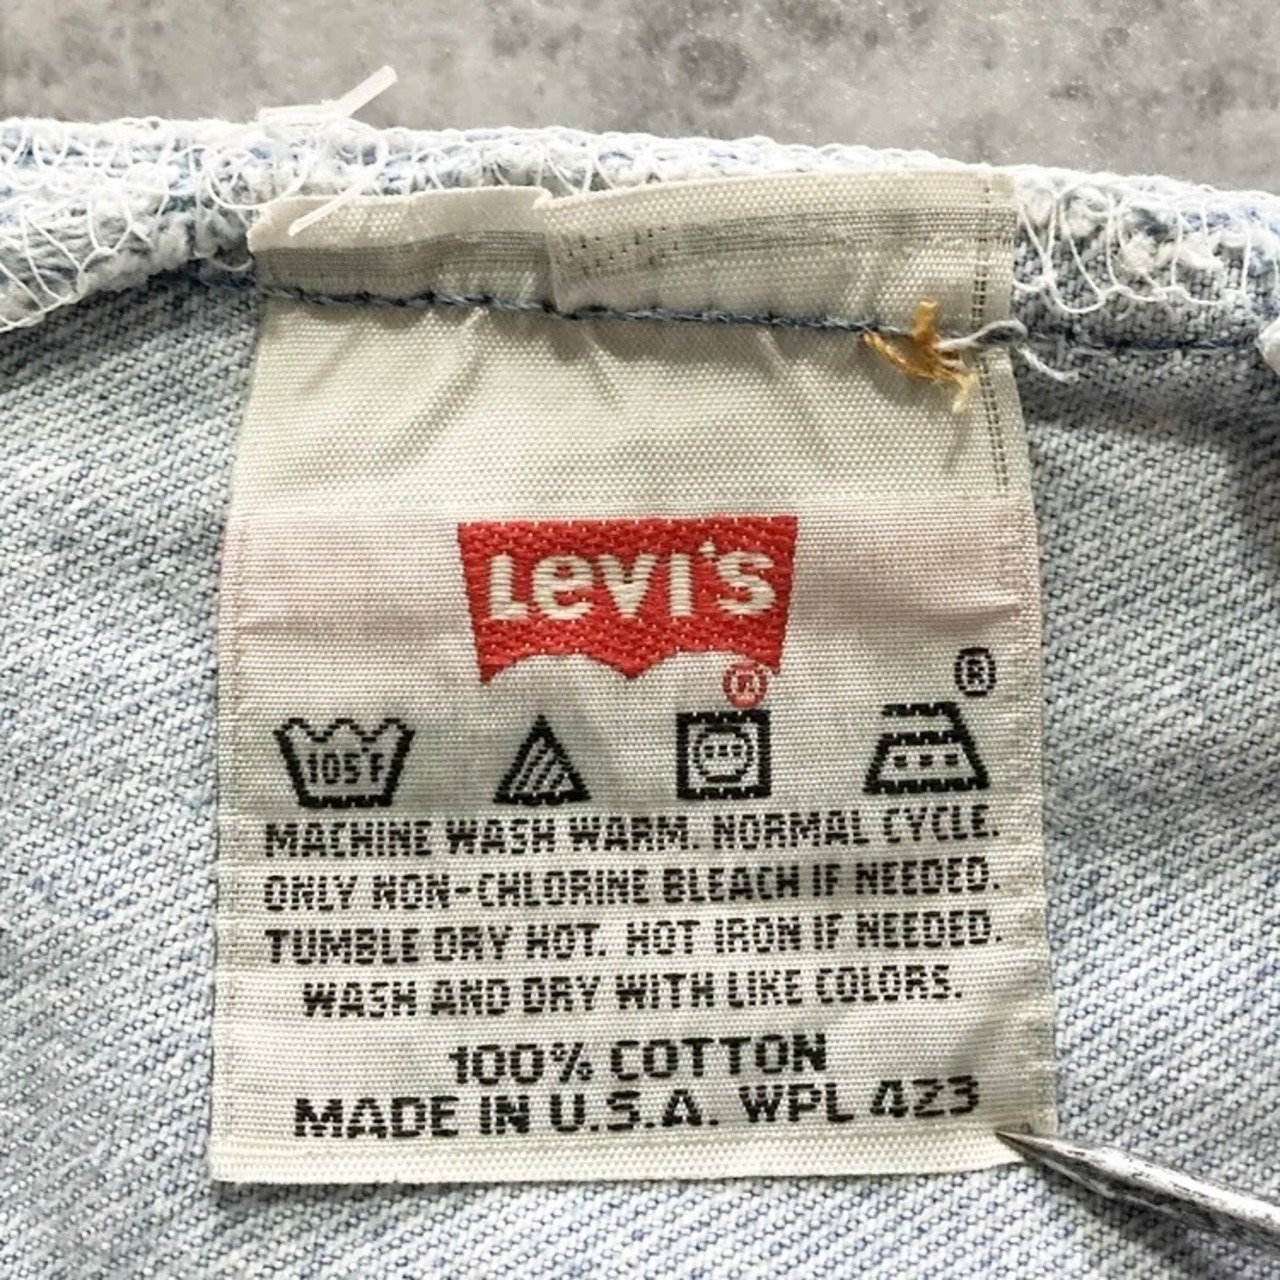 Levi's
®
®
105°F
MACHINE WASH WARM. NORMAL CYCLE.
ONLY NON-CHLORINE BLEACH IF NEEDED.
TUMBLE DRY HOT. HOT IRON IF NEEDED.
WASH AND DRY WITH LIKE COLORS.
100% COTTON
MADE IN U.S.A. WPL 423